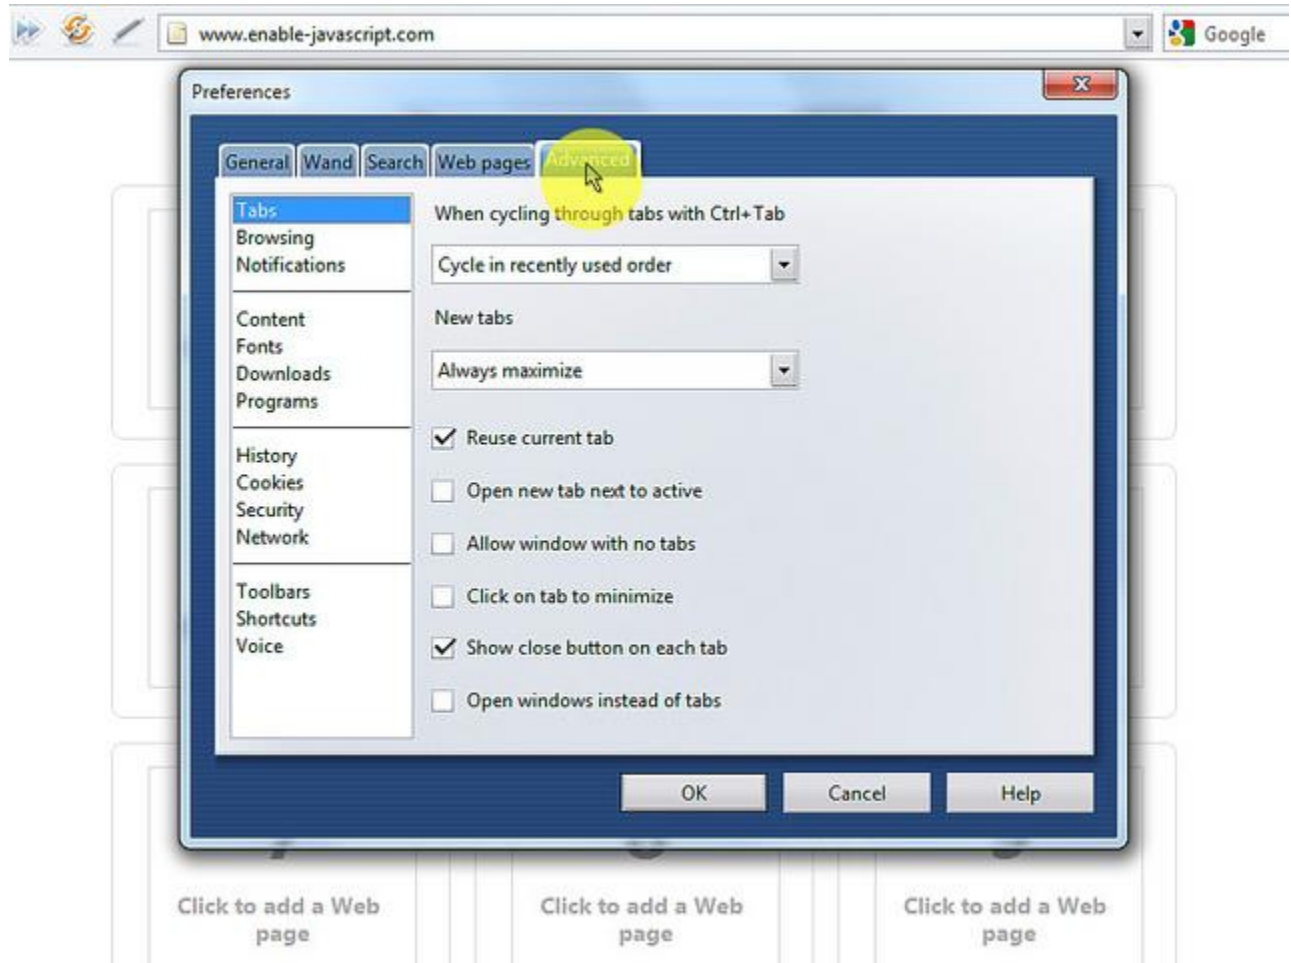 www.enable-javascript.com
Google
Preferences
General
Wand
Search
Web pages
Advanced
Tabs
Browsing
Notifications
Content
Fonts
Downloads
Programs
History
Cookies
Security
Network
Toolbars
Shortcuts
Voice
When cycling through tabs with Ctrl+Tab
Cycle in recently used order
New tabs
Always maximize
Reuse current tab
Open new tab next to active
Allow window with no tabs
Click on tab to minimize
Show close button on each tab
Open windows instead of tabs
OK
Cancel
Help
Click to add a Web
page
Click to add a Web
page
Click to add a Web
page